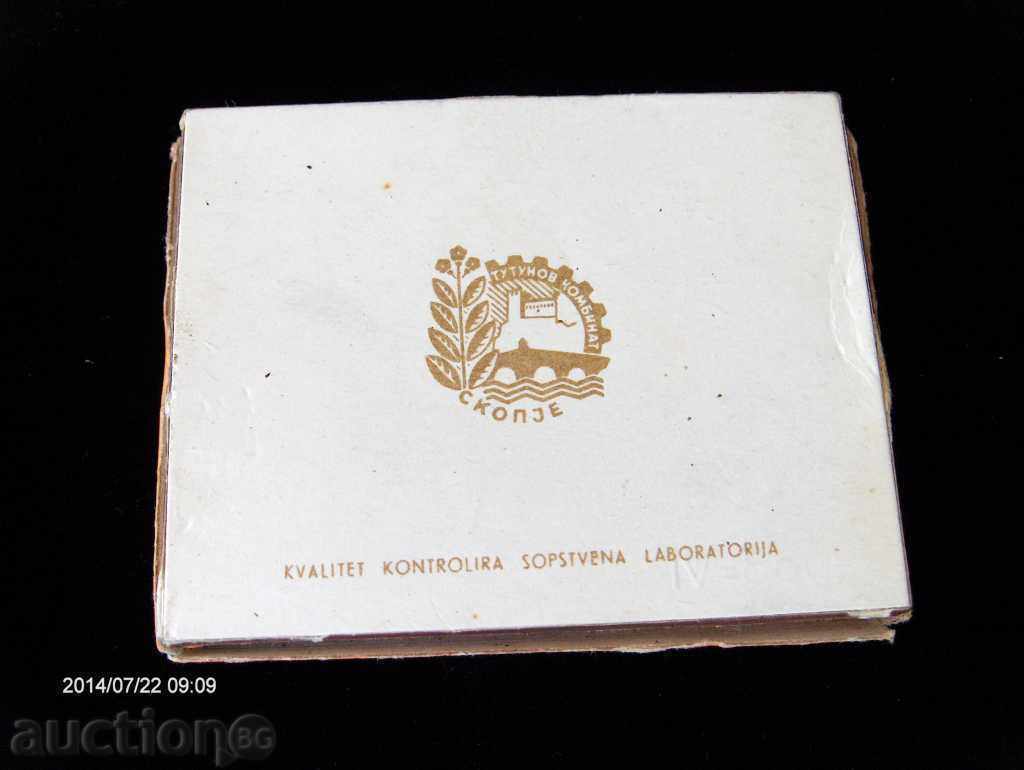 ТУТУНОВ КОМБИНАТ
СКОПЈЕ
KVALITET KONTROLIRA SOPSTVENA LABORATORIJA
2014/07/22 09:09
auction BG